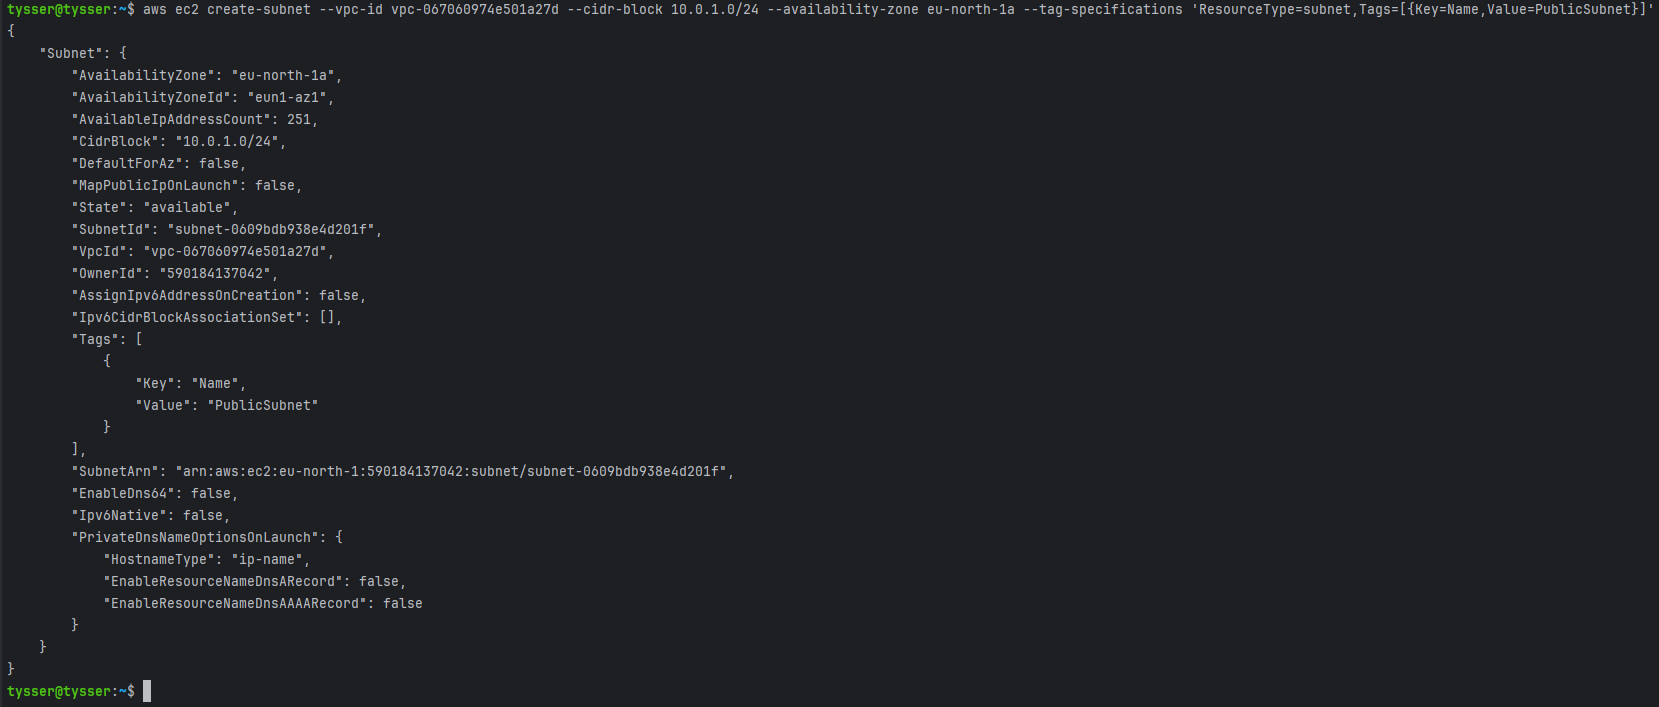 tysser@tysser:~$ aws ec2 create-subnet --vpc-id vpc-067060974e501a27d --cidr-block 10.0.1.0/24 --availability-zone eu-north-1a --tag-specifications 'ResourceType=subnet,Tags=[{Key=Name,Value=PublicSubnet}]'
{
    "Subnet": {
        "AvailabilityZone": "eu-north-1a",
        "AvailabilityZoneId": "eun1-az1",
        "AvailableIpAddressCount": 251,
        "CidrBlock": "10.0.1.0/24",
        "DefaultForAz": false,
        "MapPublicIpOnLaunch": false,
        "State": "available",
        "SubnetId": "subnet-0609bdb938e4d201f",
        "VpcId": "vpc-067060974e501a27d",
        "OwnerId": "590184137042",
        "AssignIpv6AddressOnCreation": false,
        "Ipv6CidrBlockAssociationSet": [],
        "Tags": [
            {
                "Key": "Name",
                "Value": "PublicSubnet"
            }
        ],
        "SubnetArn": "arn:aws:ec2:eu-north-1:590184137042:subnet/subnet-0609bdb938e4d201f",
        "EnableDns64": false,
        "Ipv6Native": false,
        "PrivateDnsNameOptionsOnLaunch": {
            "HostnameType": "ip-name",
            "EnableResourceNameDnsARecord": false,
            "EnableResourceNameDnsAAAARecord": false
        }
    }
}
tysser@tysser:~$